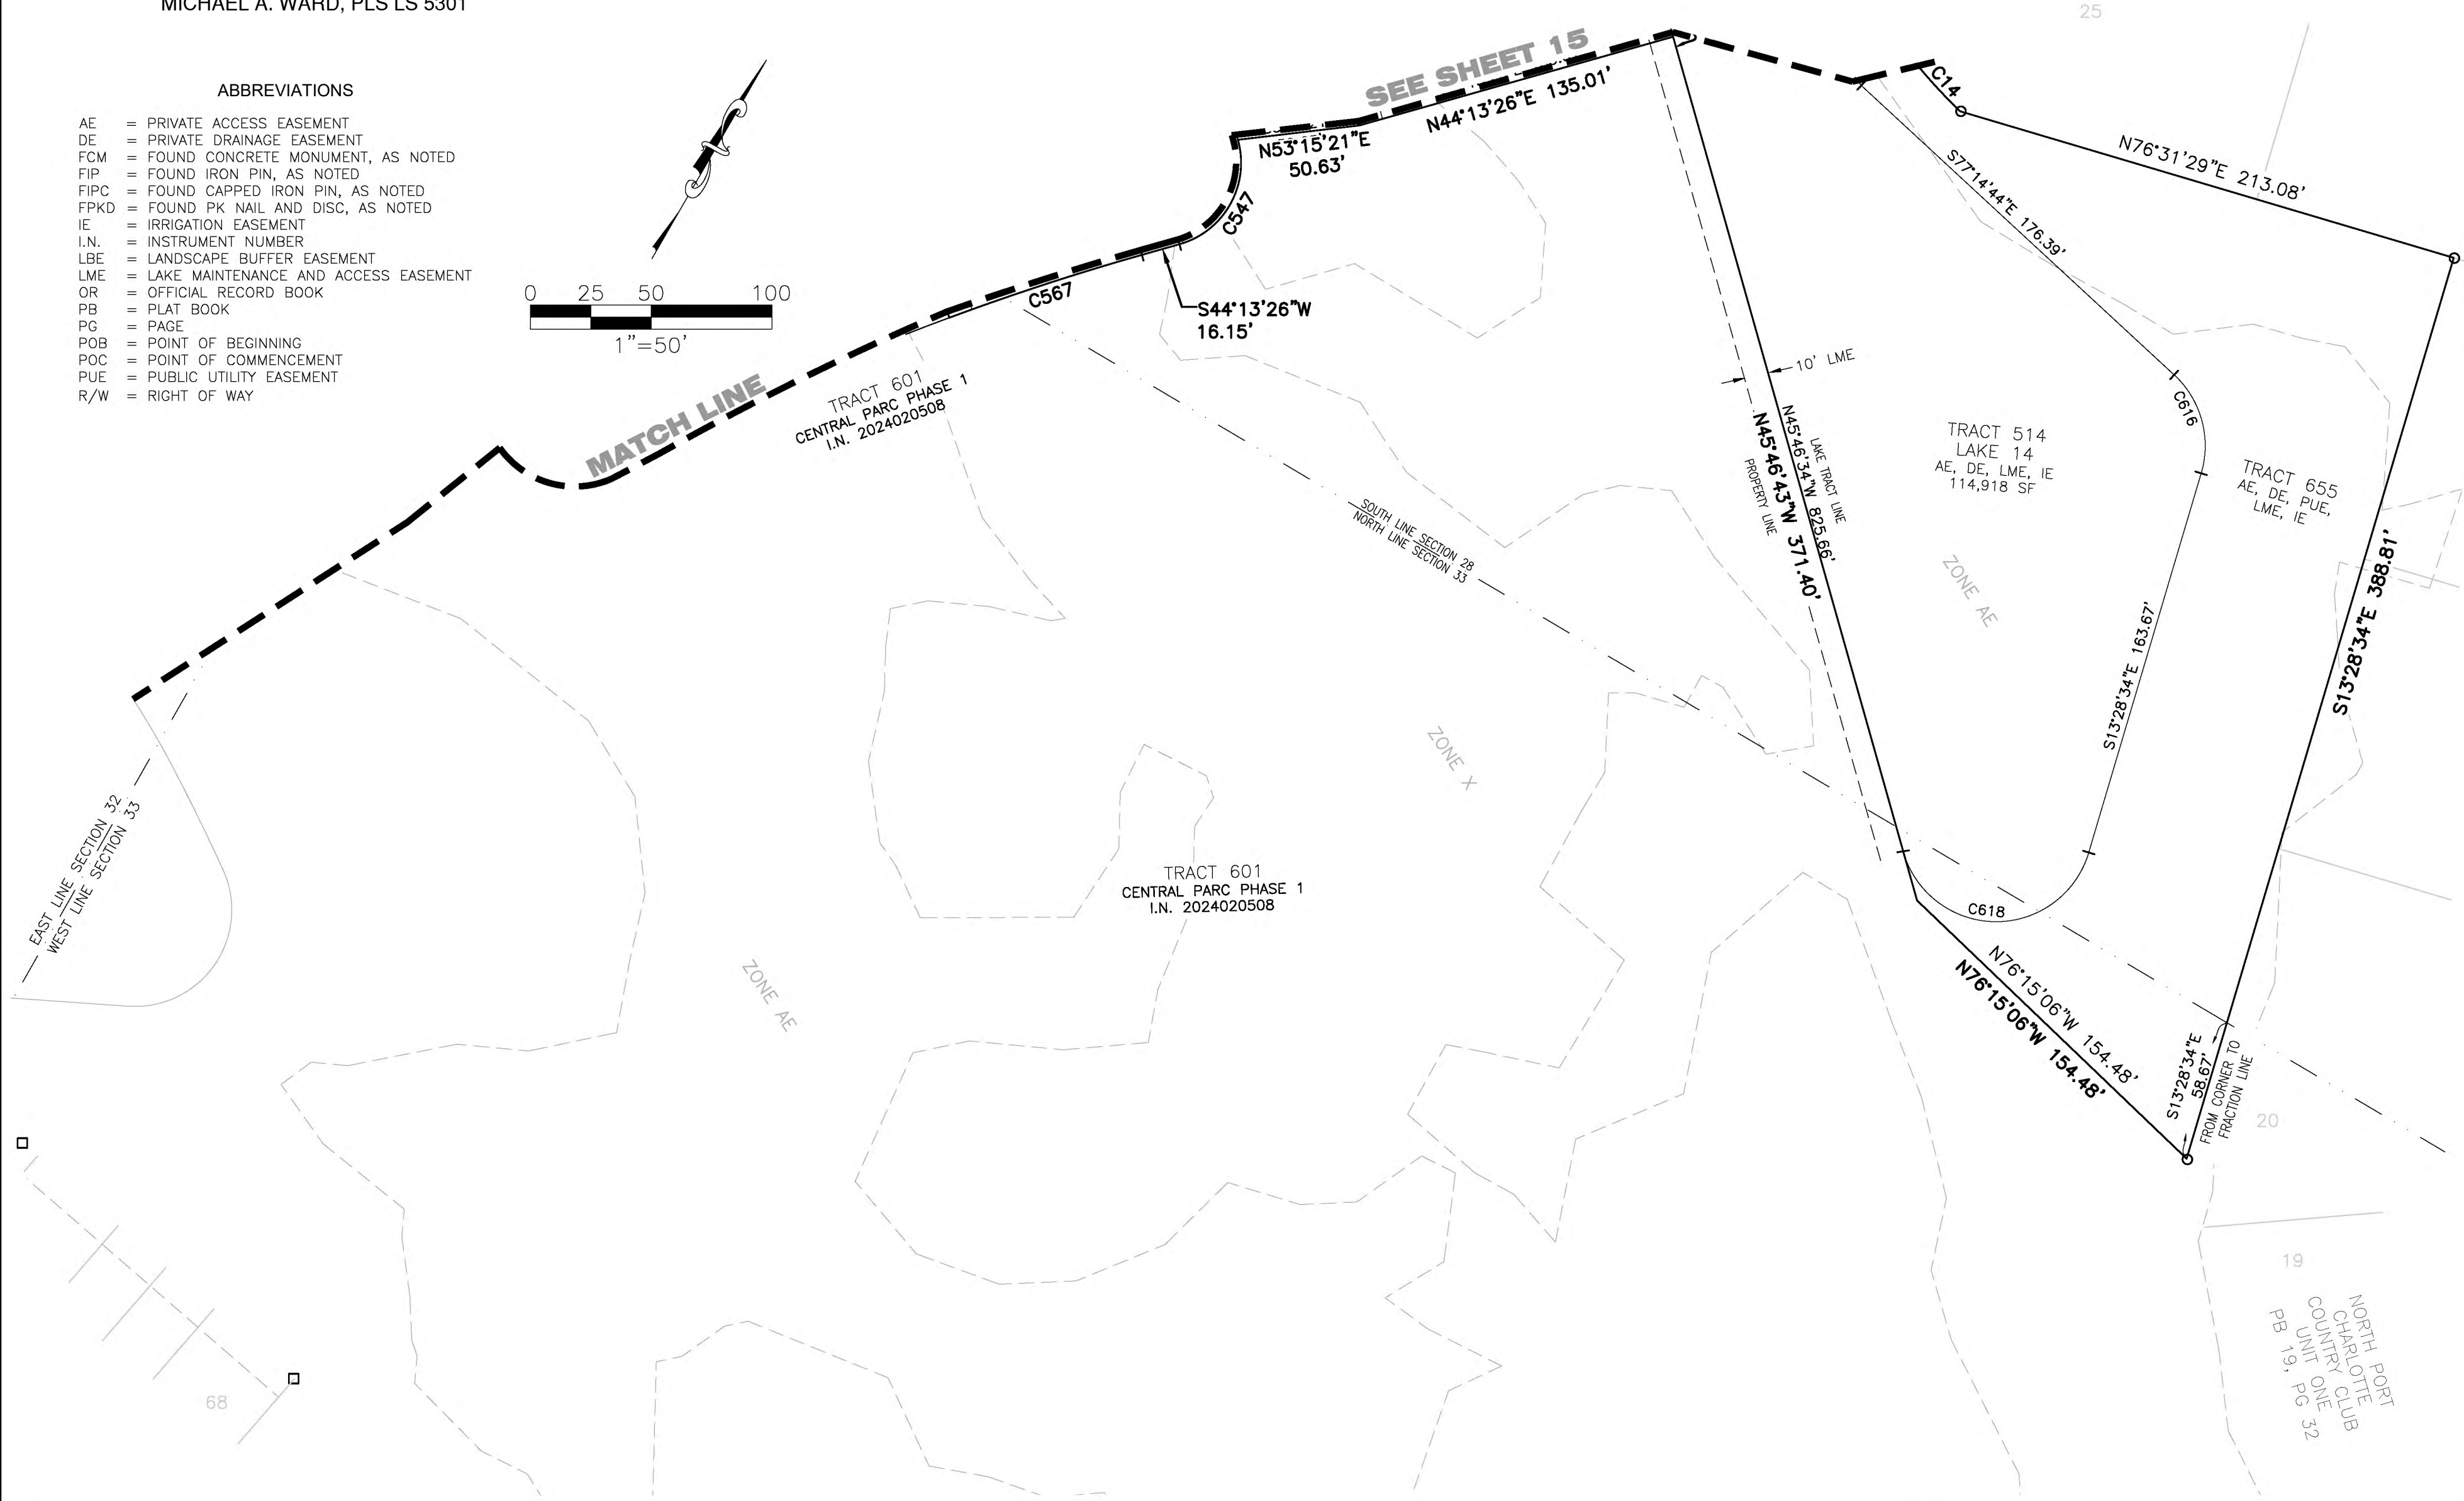 MICHAEL A. WARD, PLS LS 5301
ABBREVIATIONS
AE = PRIVATE ACCESS EASEMENT
DE = PRIVATE DRAINAGE EASEMENT
FCM = FOUND CONCRETE MONUMENT, AS NOTED
FIP = FOUND IRON PIN, AS NOTED
FIPC = FOUND CAPPED IRON PIN, AS NOTED
FPKD = FOUND PK NAIL AND DISC, AS NOTED
IE = IRRIGATION EASEMENT
I.N. = INSTRUMENT NUMBER
LBE = LANDSCAPE BUFFER EASEMENT
LME = LAKE MAINTENANCE AND ACCESS EASEMENT
OR = OFFICIAL RECORD BOOK
PB = PLAT BOOK
PG = PAGE
POB = POINT OF BEGINNING
POC = POINT OF COMMENCEMENT
PUE = PUBLIC UTILITY EASEMENT
R/W = RIGHT OF WAY
0 25 50 100
1"=50'
25
SEE SHEET 15
N44°13'26"E 135.01'
N53°15'21"E
50.63'
C547
C567
S44°13'26"W
16.15'
MATCH LINE
TRACT 601
CENTRAL PARC PHASE 1
I.N. 2024020508
C14
N76°31'29"E 213.08'
S77°14'44"E 176.39'
10' LME
LAKE TRACT LINE
N45°46'34"W 825.66'
N45°46'43"W 371.40'
PROPERTY LINE
C616
TRACT 514
LAKE 14
AE, DE, LME, IE
114,918 SF
TRACT 655
AE, DE, PUE,
LME, IE
SOUTH LINE SECTION 28
NORTH LINE SECTION 33
ZONE AE
S13°28'34"E 388.81'
S13°28'34"E 163.67'
ZONE X
EAST LINE SECTION 32
WEST LINE SECTION 33
TRACT 601
CENTRAL PARC PHASE 1
I.N. 2024020508
C618
ZONE AE
N76°15'06"W 154.48'
N76°15'06"W 154.48'
S13°28'34"E
58.67'
FROM CORNER TO
FRACTION LINE
20
19
NORTH PORT
CHARLOTTE
COUNTRY CLUB
UNIT ONE
PB 19, PG 32
68